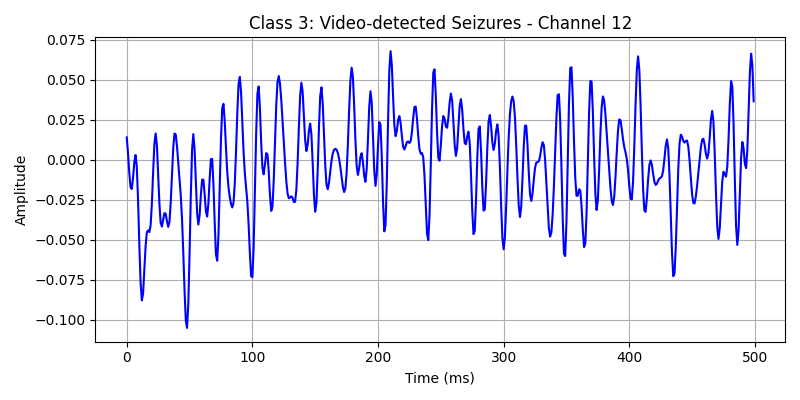 Class 3: Video-detected Seizures - Channel 12
Amplitude
0.075
0.050
0.025
0.000
−0.025
−0.050
−0.075
−0.100
0 100 200 300 400 500
Time (ms)